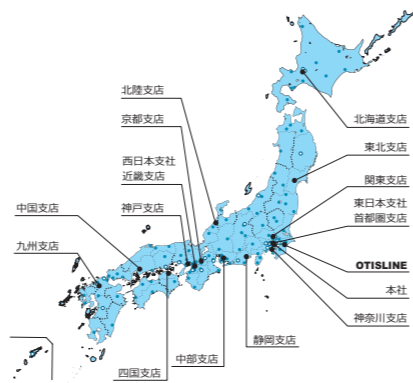 北陸支店
京都支店
西日本支社
近畿支店
神戸支店
中国支店
九州支店
北海道支店
東北支店
関東支店
東日本支社
首都圏支店
OTISLINE
本社
神奈川支店
静岡支店
中部支店
四国支店